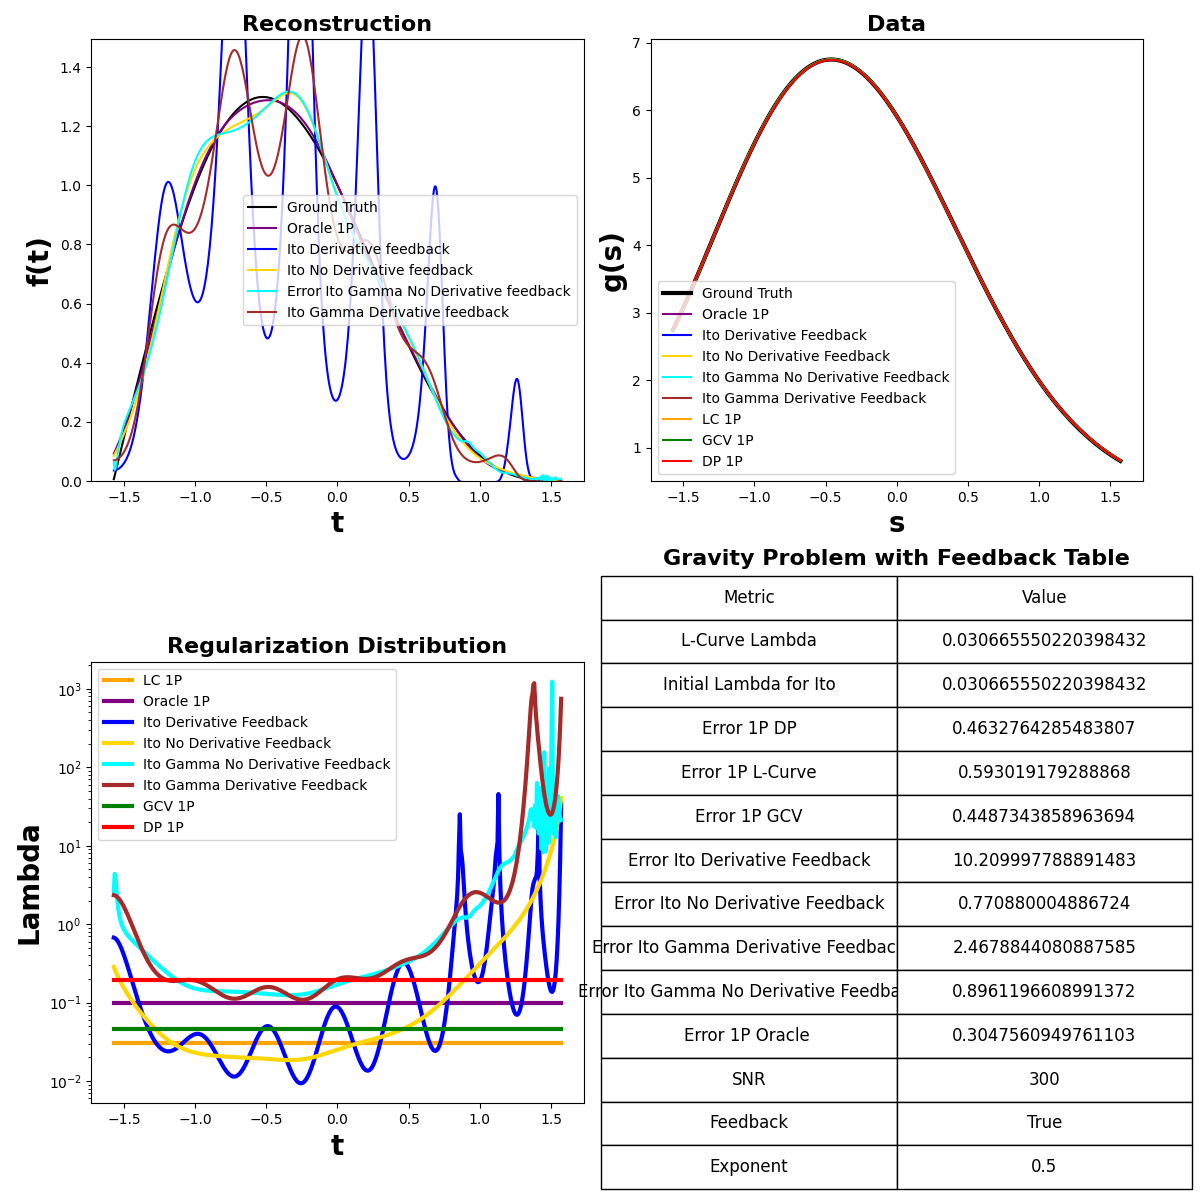 Reconstruction
f(t)
1.4
1.2
1.0
0.8
0.6
0.4
0.2
0.0
Ground Truth
Oracle 1P
Ito Derivative feedback
Ito No Derivative feedback
Error Ito Gamma No Derivative feedback
Ito Gamma Derivative feedback
−1.5 −1.0 −0.5 0.0 0.5 1.0 1.5
t
Data
g(s)
7
6
5
4
3
2
1
Ground Truth
Oracle 1P
Ito Derivative Feedback
Ito No Derivative Feedback
Ito Gamma No Derivative Feedback
Ito Gamma Derivative Feedback
LC 1P
GCV 1P
DP 1P
−1.5 −1.0 −0.5 0.0 0.5 1.0 1.5
s
Regularization Distribution
Lambda
10³
10²
10¹
10⁰
10⁻¹
10⁻²
LC 1P
Oracle 1P
Ito Derivative Feedback
Ito No Derivative Feedback
Ito Gamma No Derivative Feedback
Ito Gamma Derivative Feedback
GCV 1P
DP 1P
−1.5 −1.0 −0.5 0.0 0.5 1.0 1.5
t
Gravity Problem with Feedback Table
Metric Value
L-Curve Lambda 0.030665550220398432
Initial Lambda for Ito 0.030665550220398432
Error 1P DP 0.4632764285483807
Error 1P L-Curve 0.593019179288868
Error 1P GCV 0.4487343858963694
Error Ito Derivative Feedback 10.209997788891483
Error Ito No Derivative Feedback 0.770880004886724
Error Ito Gamma Derivative Feedbac 2.4678844080887585
Error Ito Gamma No Derivative Feedba 0.8961196608991372
Error 1P Oracle 0.3047560949761103
SNR 300
Feedback True
Exponent 0.5